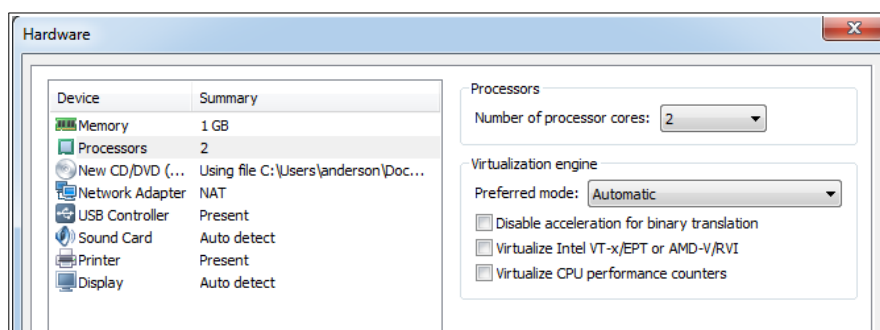 Hardware
Device Summary
Memory 1 GB
Processors 2
New CD/DVD (... Using file C:\Users\anderson\Doc...
Network Adapter NAT
USB Controller Present
Sound Card Auto detect
Printer Present
Display Auto detect
Processors
Number of processor cores: 2
Virtualization engine
Preferred mode: Automatic
Disable acceleration for binary translation
Virtualize Intel VT-x/EPT or AMD-V/RVI
Virtualize CPU performance counters